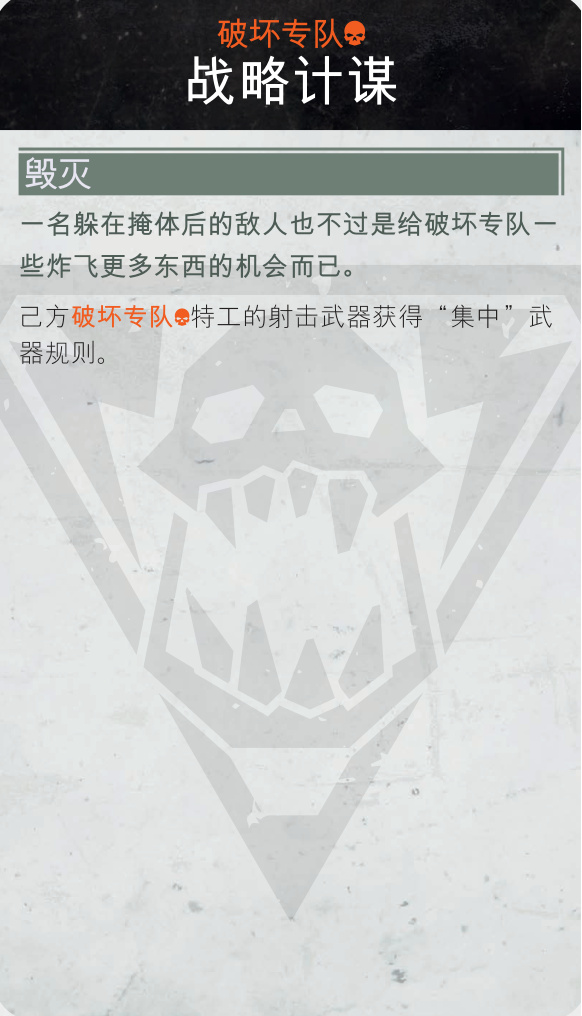 破坏专队
战略计谋
毁灭
一名躲在掩体后的敌人也不过是给破坏专队一
些炸飞更多东西的机会而已。
己方破坏专队特工的射击武器获得“集中”武
器规则。